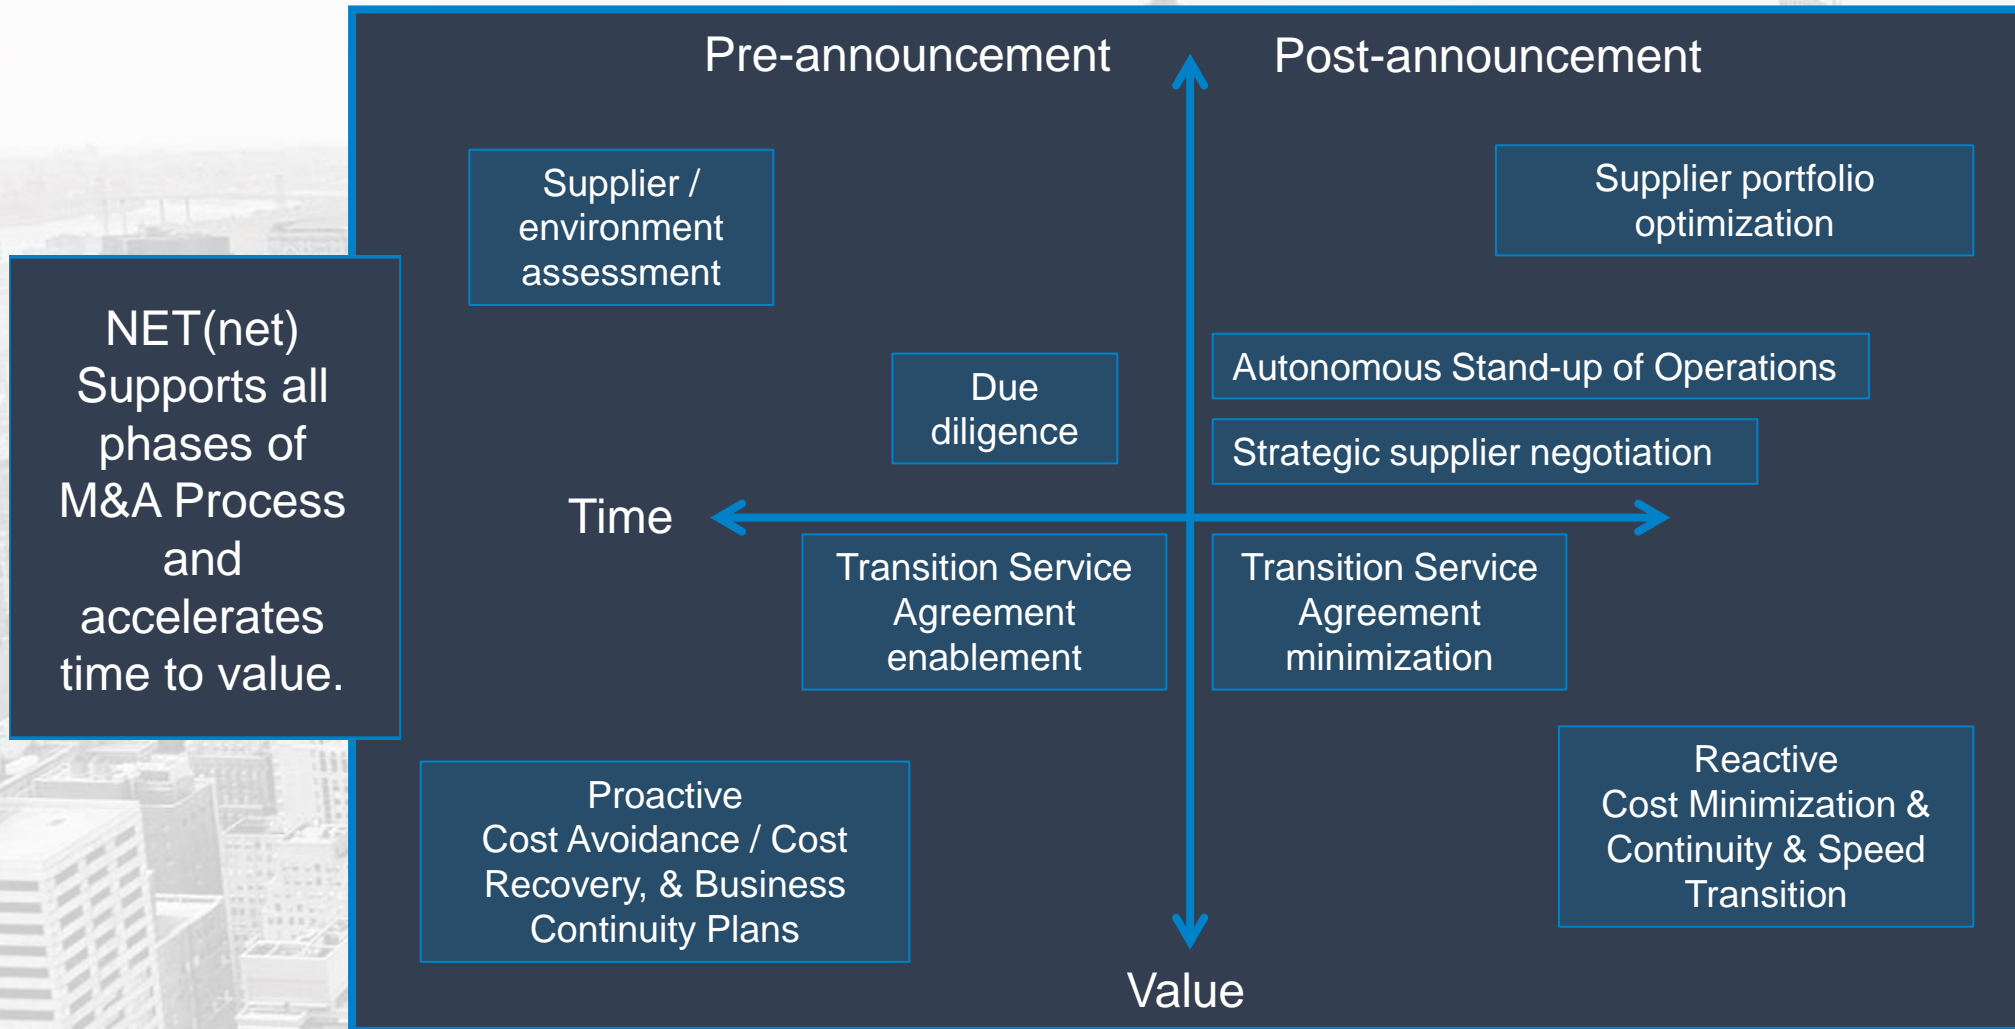 Pre-announcement
Post-announcement
Supplier /
environment
assessment
Supplier portfolio
optimization
NET(net)
Supports all
phases of
M&A Process
and
accelerates
time to value.
Due
diligence
Autonomous Stand-up of Operations
Strategic supplier negotiation
Time
Transition Service
Agreement
enablement
Transition Service
Agreement
minimization
Proactive
Cost Avoidance / Cost
Recovery, & Business
Continuity Plans
Reactive
Cost Minimization &
Continuity & Speed
Transition
Value